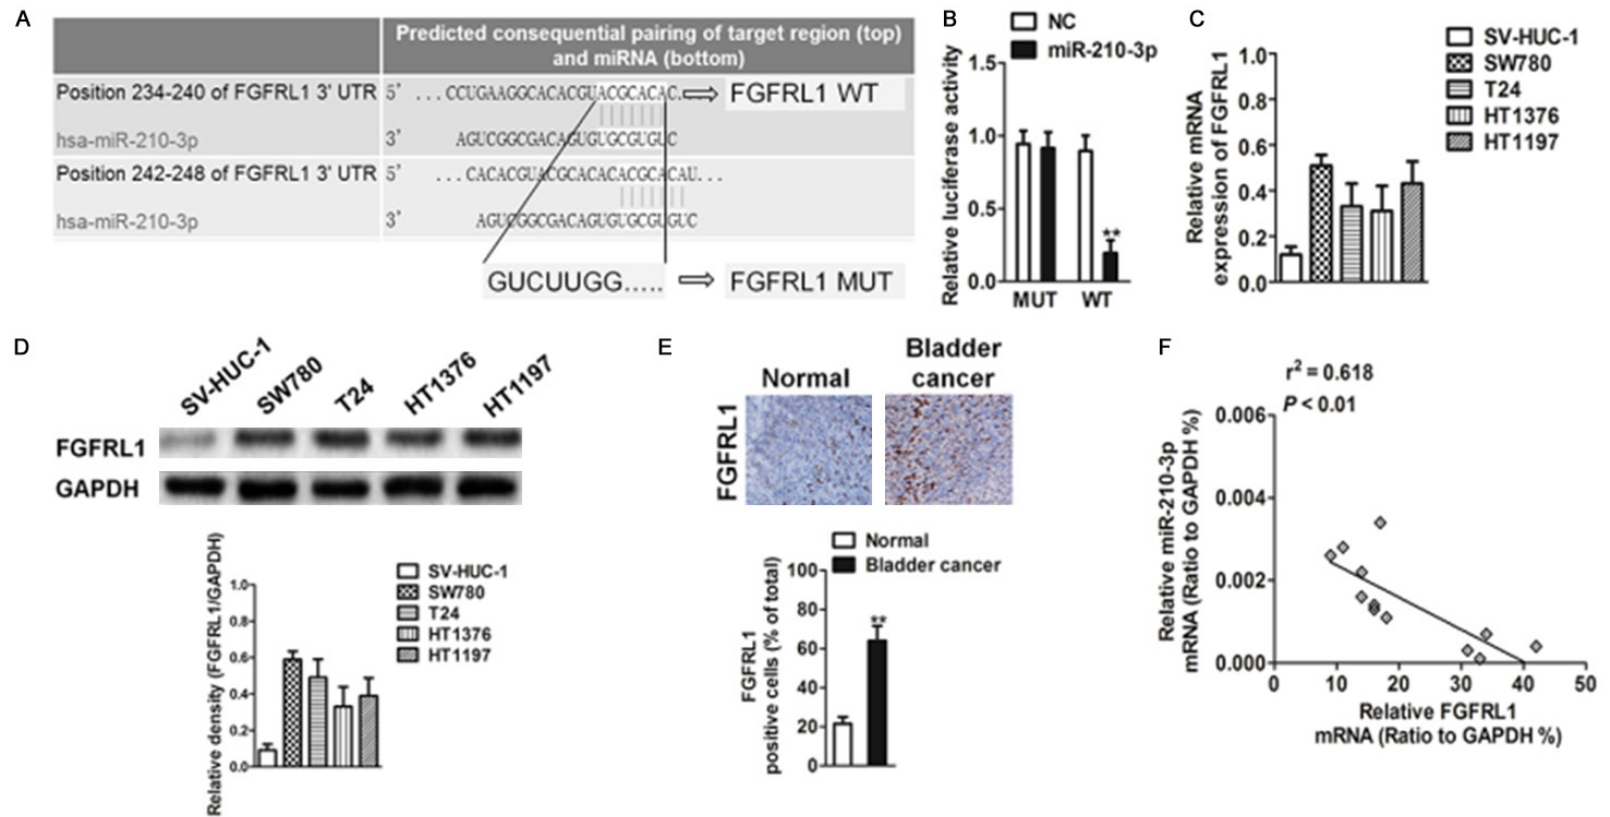 A
Predicted consequential pairing of target region (top)
and miRNA (bottom)
Position 234-240 of FGFRL1 3' UTR 5' ...CCUGAAGGCACACGUACGCACAC.... FGFRL1 WT
hsa-miR-210-3p 3' AGUCGGCGACAGUGUGCGUGUC
Position 242-248 of FGFRL1 3' UTR 5' ...CACACGUACGCACACACGCACAU...
hsa-miR-210-3p 3' AGUCGGCGACAGUGUGCGUGUC
GUCUUGG..... FGFRL1 MUT
B
NC
miR-210-3p
Relative luciferase activity
1.5
1.0
0.5
0.0
**
MUT WT
C
Relative mRNA
expression of FGFRL1
1.0
0.8
0.6
0.4
0.2
0.0
SV-HUC-1
SW780
T24
HT1376
HT1197
D
SV-HUC-1
SW780
T24
HT1376
HT1197
FGFRL1
GAPDH
Relative density (FGFRL1/GAPDH)
1.0
0.8
0.6
0.4
0.2
0.0
SV-HUC-1
SW780
T24
HT1376
HT1197
E
Normal
Bladder
cancer
FGFRL1
Normal
Bladder cancer
FGFRL1
positive cells (% of total)
100
80
60
40
20
0
**
F
r2 = 0.618
P < 0.01
Relative miR-210-3p
mRNA (Ratio to GAPDH %)
0.006
0.004
0.002
0.000
0 10 20 30 40 50
Relative FGFRL1
mRNA (Ratio to GAPDH %)